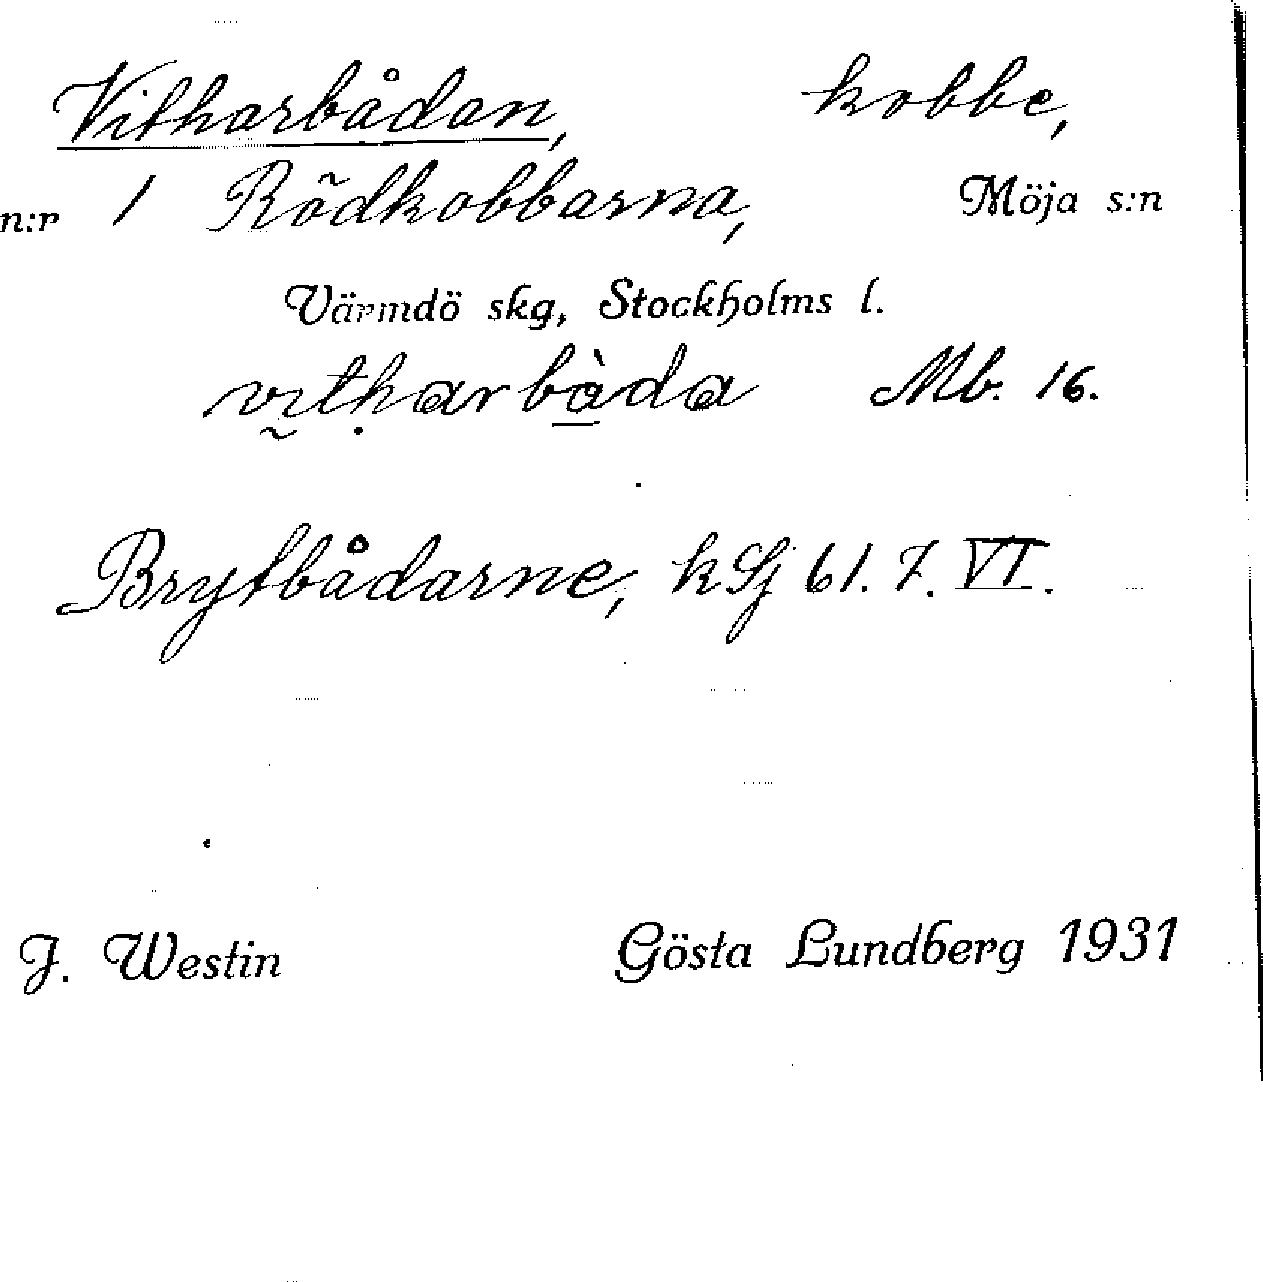 Vitharbådan, kobbe,
n:r 1 Rödkobbarna, Möja s:n
Värmdö skg, Stockholms l.
vitharbàda Mb. 16.
Brytbådarne, kSj 61. 7. VI.
J. Westin Gösta Lundberg 1931